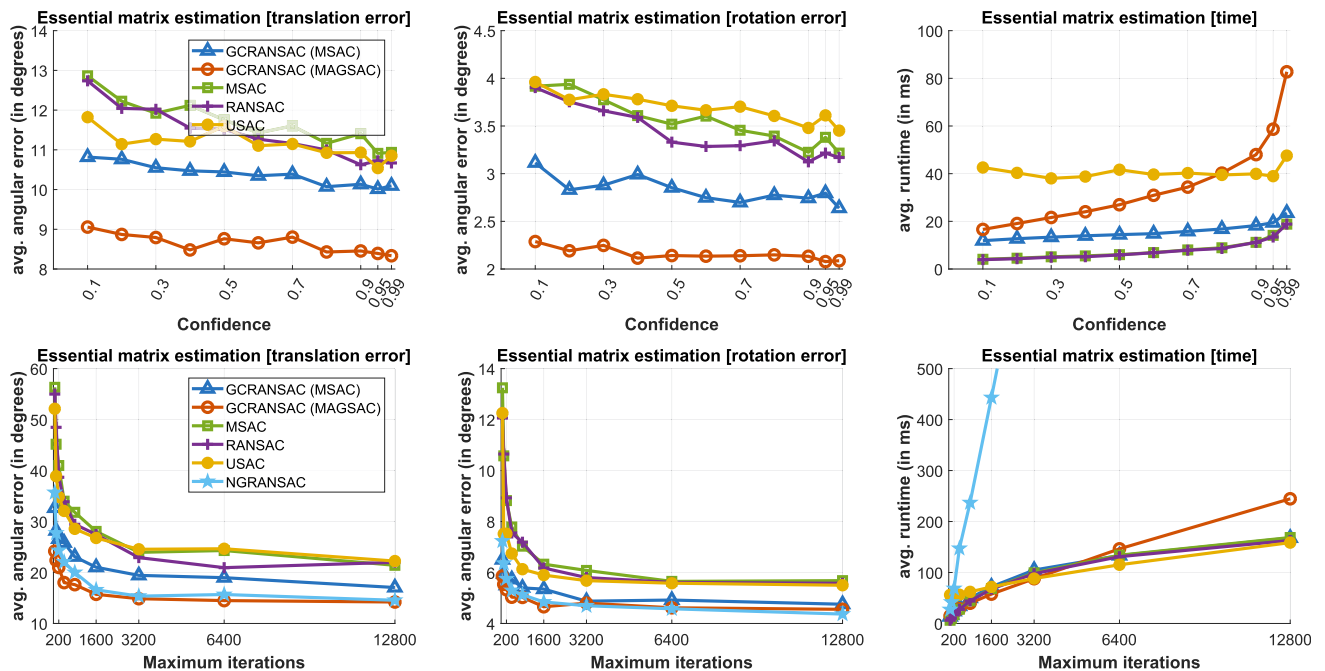 Essential matrix estimation [translation error]
avg. angular error (in degrees)
14
13
12
11
10
9
8
GCRANSAC (MSAC)
GCRANSAC (MAGSAC)
MSAC
RANSAC
USAC
0.1
0.3
0.5
0.7
0.9
0.95
0.99
Confidence
Essential matrix estimation [rotation error]
avg. angular error (in degrees)
4.5
4
3.5
3
2.5
2
0.1
0.3
0.5
0.7
0.9
0.95
0.99
Confidence
Essential matrix estimation [time]
avg. runtime (in ms)
100
80
60
40
20
0
0.1
0.3
0.5
0.7
0.9
0.95
0.99
Confidence
Essential matrix estimation [translation error]
avg. angular error (in degrees)
60
50
40
30
20
10
GCRANSAC (MSAC)
GCRANSAC (MAGSAC)
MSAC
RANSAC
USAC
NGRANSAC
200 1600 3200 6400 12800
Maximum iterations
Essential matrix estimation [rotation error]
avg. angular error (in degrees)
14
12
10
8
6
4
200 1600 3200 6400 12800
Maximum iterations
Essential matrix estimation [time]
avg. runtime (in ms)
500
400
300
200
100
0
200 1600 3200 6400 12800
Maximum iterations